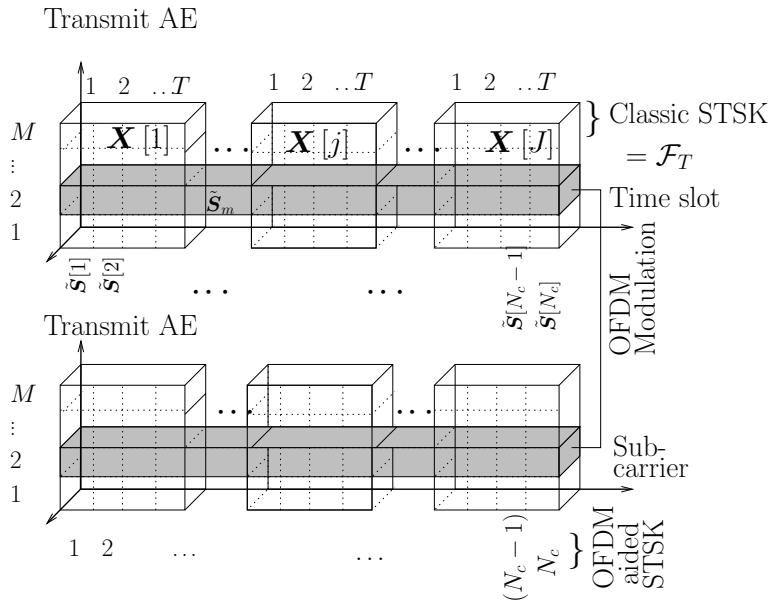 Transmit AE
1 2 ...T 1 2 ...T 1 2 ...T
M X [1] ... X [j] ... X [J] } Classic STSK
= 𝓕_T
⋮
2 S̃_m Time slot
1
S̃[1] S̃[2] ... ... S̃[N_c − 1] S̃[N_c]
OFDM
Modulation
Transmit AE
M ... ...
⋮
2 Sub-
carrier
1
1 2 ... ... (N_c − 1) N_c }
OFDM
aided
STSK